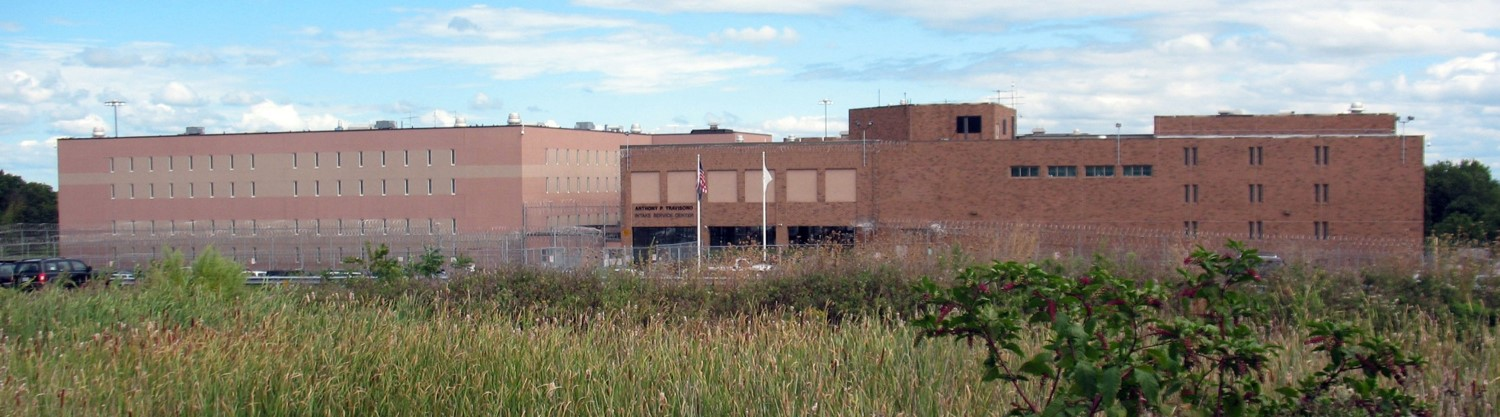 ANTHONY P. TRAVISONO
INTAKE SERVICE CENTER